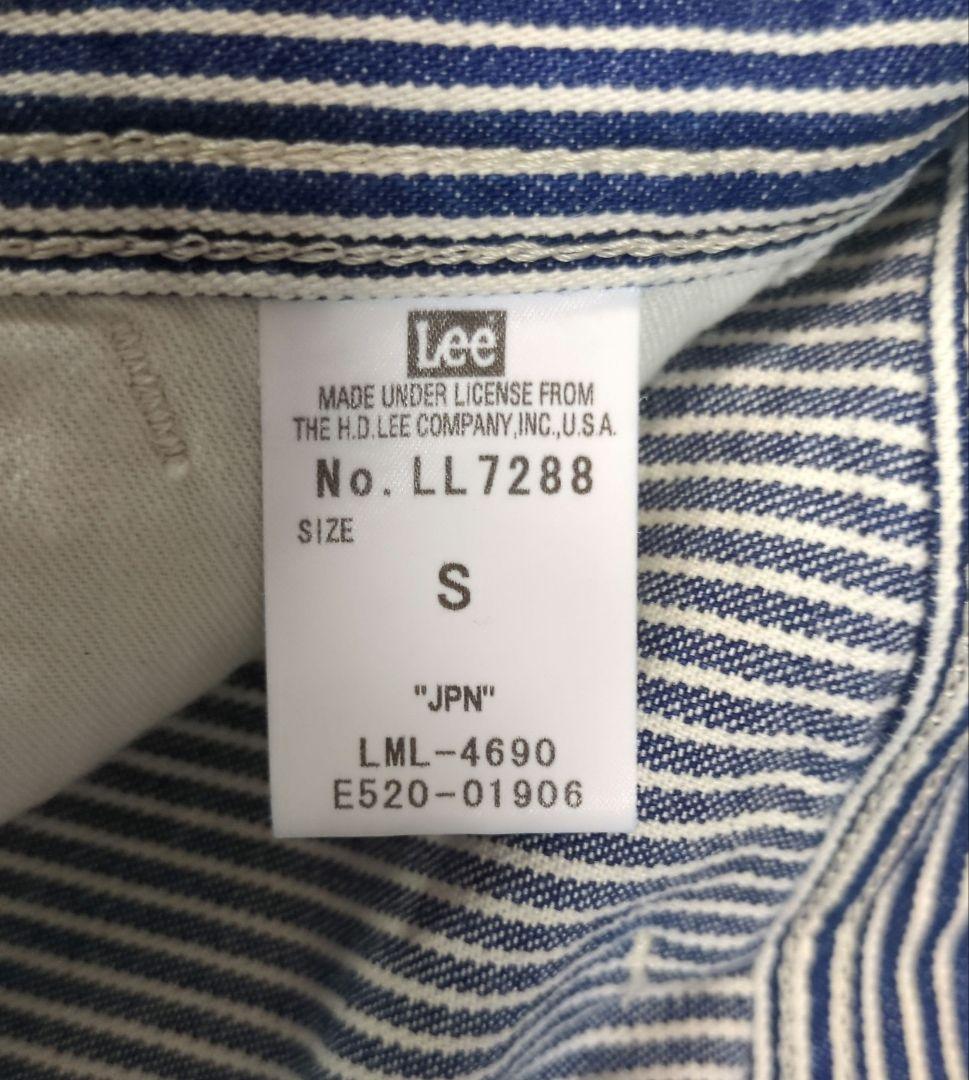 Lee
MADE UNDER LICENSE FROM
THE H.D.LEE COMPANY,INC.,U.S.A.
No. LL7288
SIZE
S
"JPN"
LML-4690
E520-01906